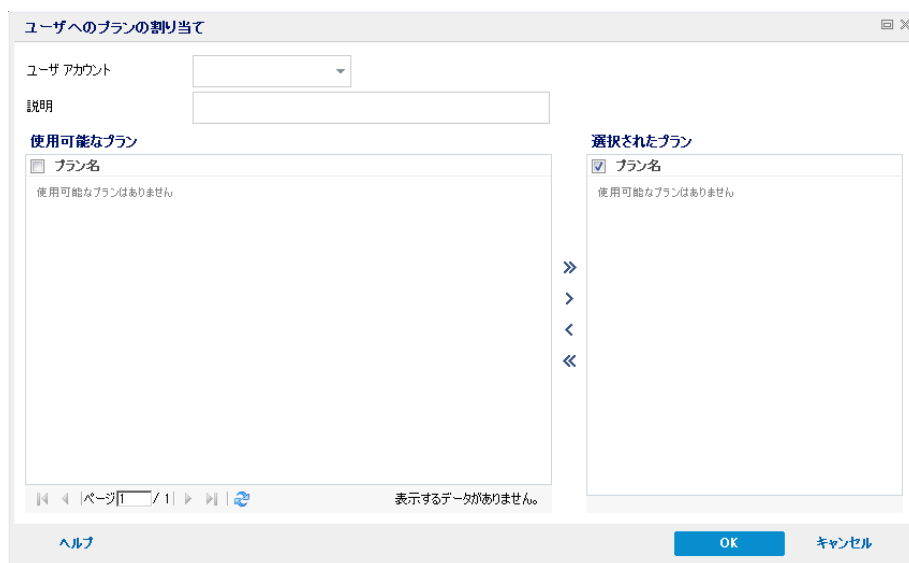 ユーザへのプランの割り当て
ユーザ アカウント
説明
使用可能なプラン
プラン名
使用可能なプランはありません
選択されたプラン
プラン名
使用可能なプランはありません
ページ 1 / 1
表示するデータがありません。
ヘルプ
OK
キャンセル